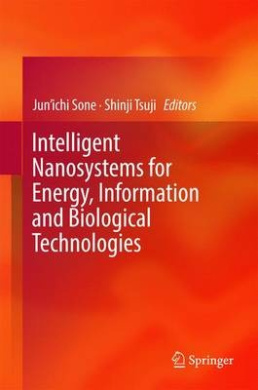 Jun'ichi Sone · Shinji Tsuji Editors
Intelligent
Nanosystems for
Energy, Information
and Biological
Technologies
Springer